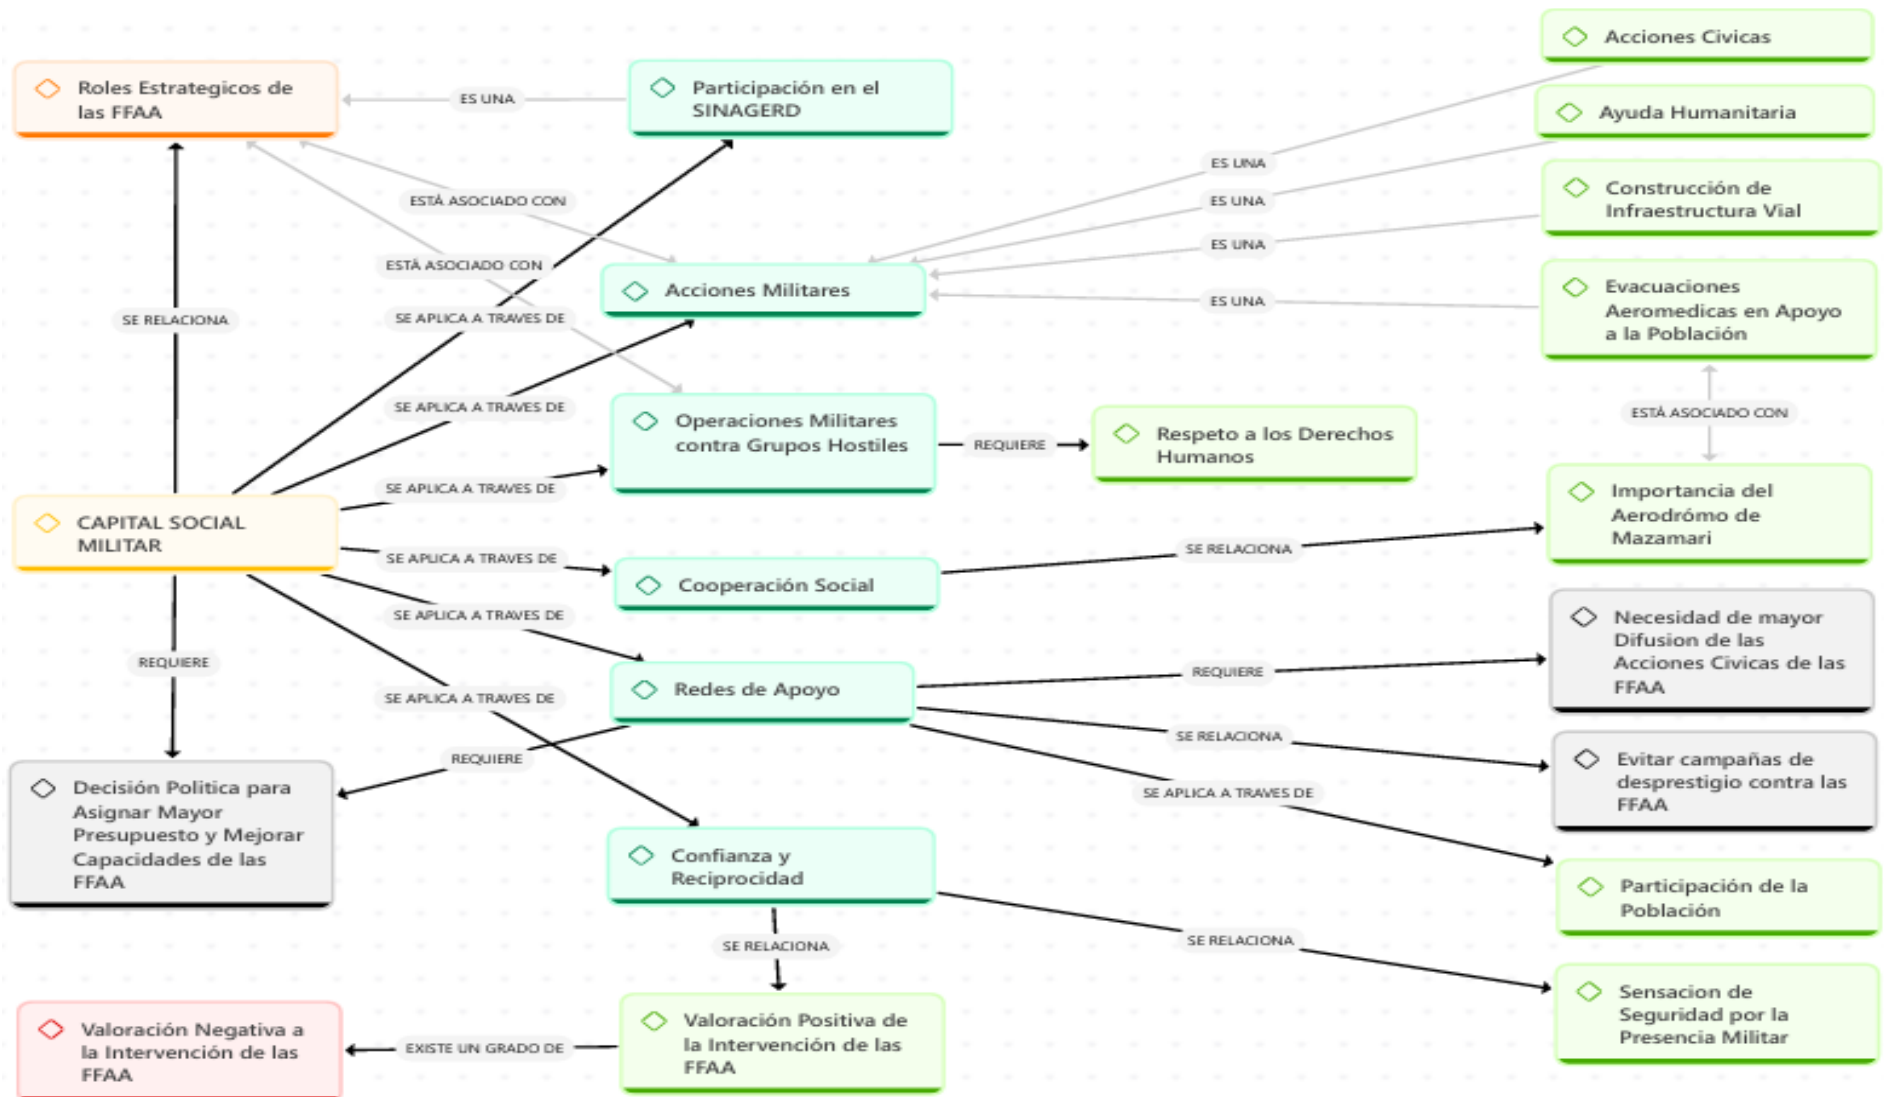 Acciones Civicas
Roles Estrategicos de
las FFAA
ES UNA
Participación en el
SINAGERD
Ayuda Humanitaria
ES UNA
ESTÁ ASOCIADO CON
ES UNA
Construcción de
Infraestructura Vial
ES UNA
ESTÁ ASOCIADO CON
Acciones Militares
ES UNA
Evacuaciones
Aeromedicas en Apoyo
a la Población
SE RELACIONA
SE APLICA A TRAVES DE
SE APLICA A TRAVES DE
ESTÁ ASOCIADO CON
Operaciones Militares
contra Grupos Hostiles
REQUIERE
Respeto a los Derechos
Humanos
SE APLICA A TRAVES DE
CAPITAL SOCIAL
MILITAR
Importancia del
Aerodrómo de
Mazamari
SE APLICA A TRAVES DE
SE RELACIONA
Cooperación Social
SE APLICA A TRAVES DE
Necesidad de mayor
Difusion de las
Acciones Civicas de las
FFAA
REQUIERE
REQUIERE
Redes de Apoyo
SE APLICA A TRAVES DE
SE RELACIONA
REQUIERE
Evitar campañas de
desprestigio contra las
FFAA
Decisión Politica para
Asignar Mayor
Presupuesto y Mejorar
Capacidades de las
FFAA
SE APLICA A TRAVES DE
Confianza y
Reciprocidad
Participación de la
Población
SE RELACIONA
SE RELACIONA
Sensacion de
Seguridad por la
Presencia Militar
Valoración Negativa a
la Intervención de las
FFAA
EXISTE UN GRADO DE
Valoración Positiva de
la Intervención de las
FFAA